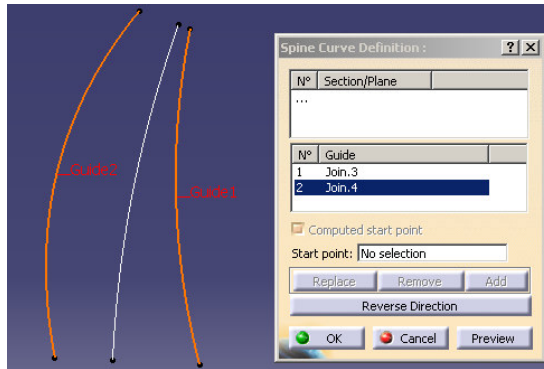 Guide2
Guide1
Spine Curve Definition :
? X
N° Section/Plane
...
N° Guide
1 Join.3
2 Join.4
Computed start point
Start point: No selection
Replace Remove Add
Reverse Direction
OK Cancel Preview